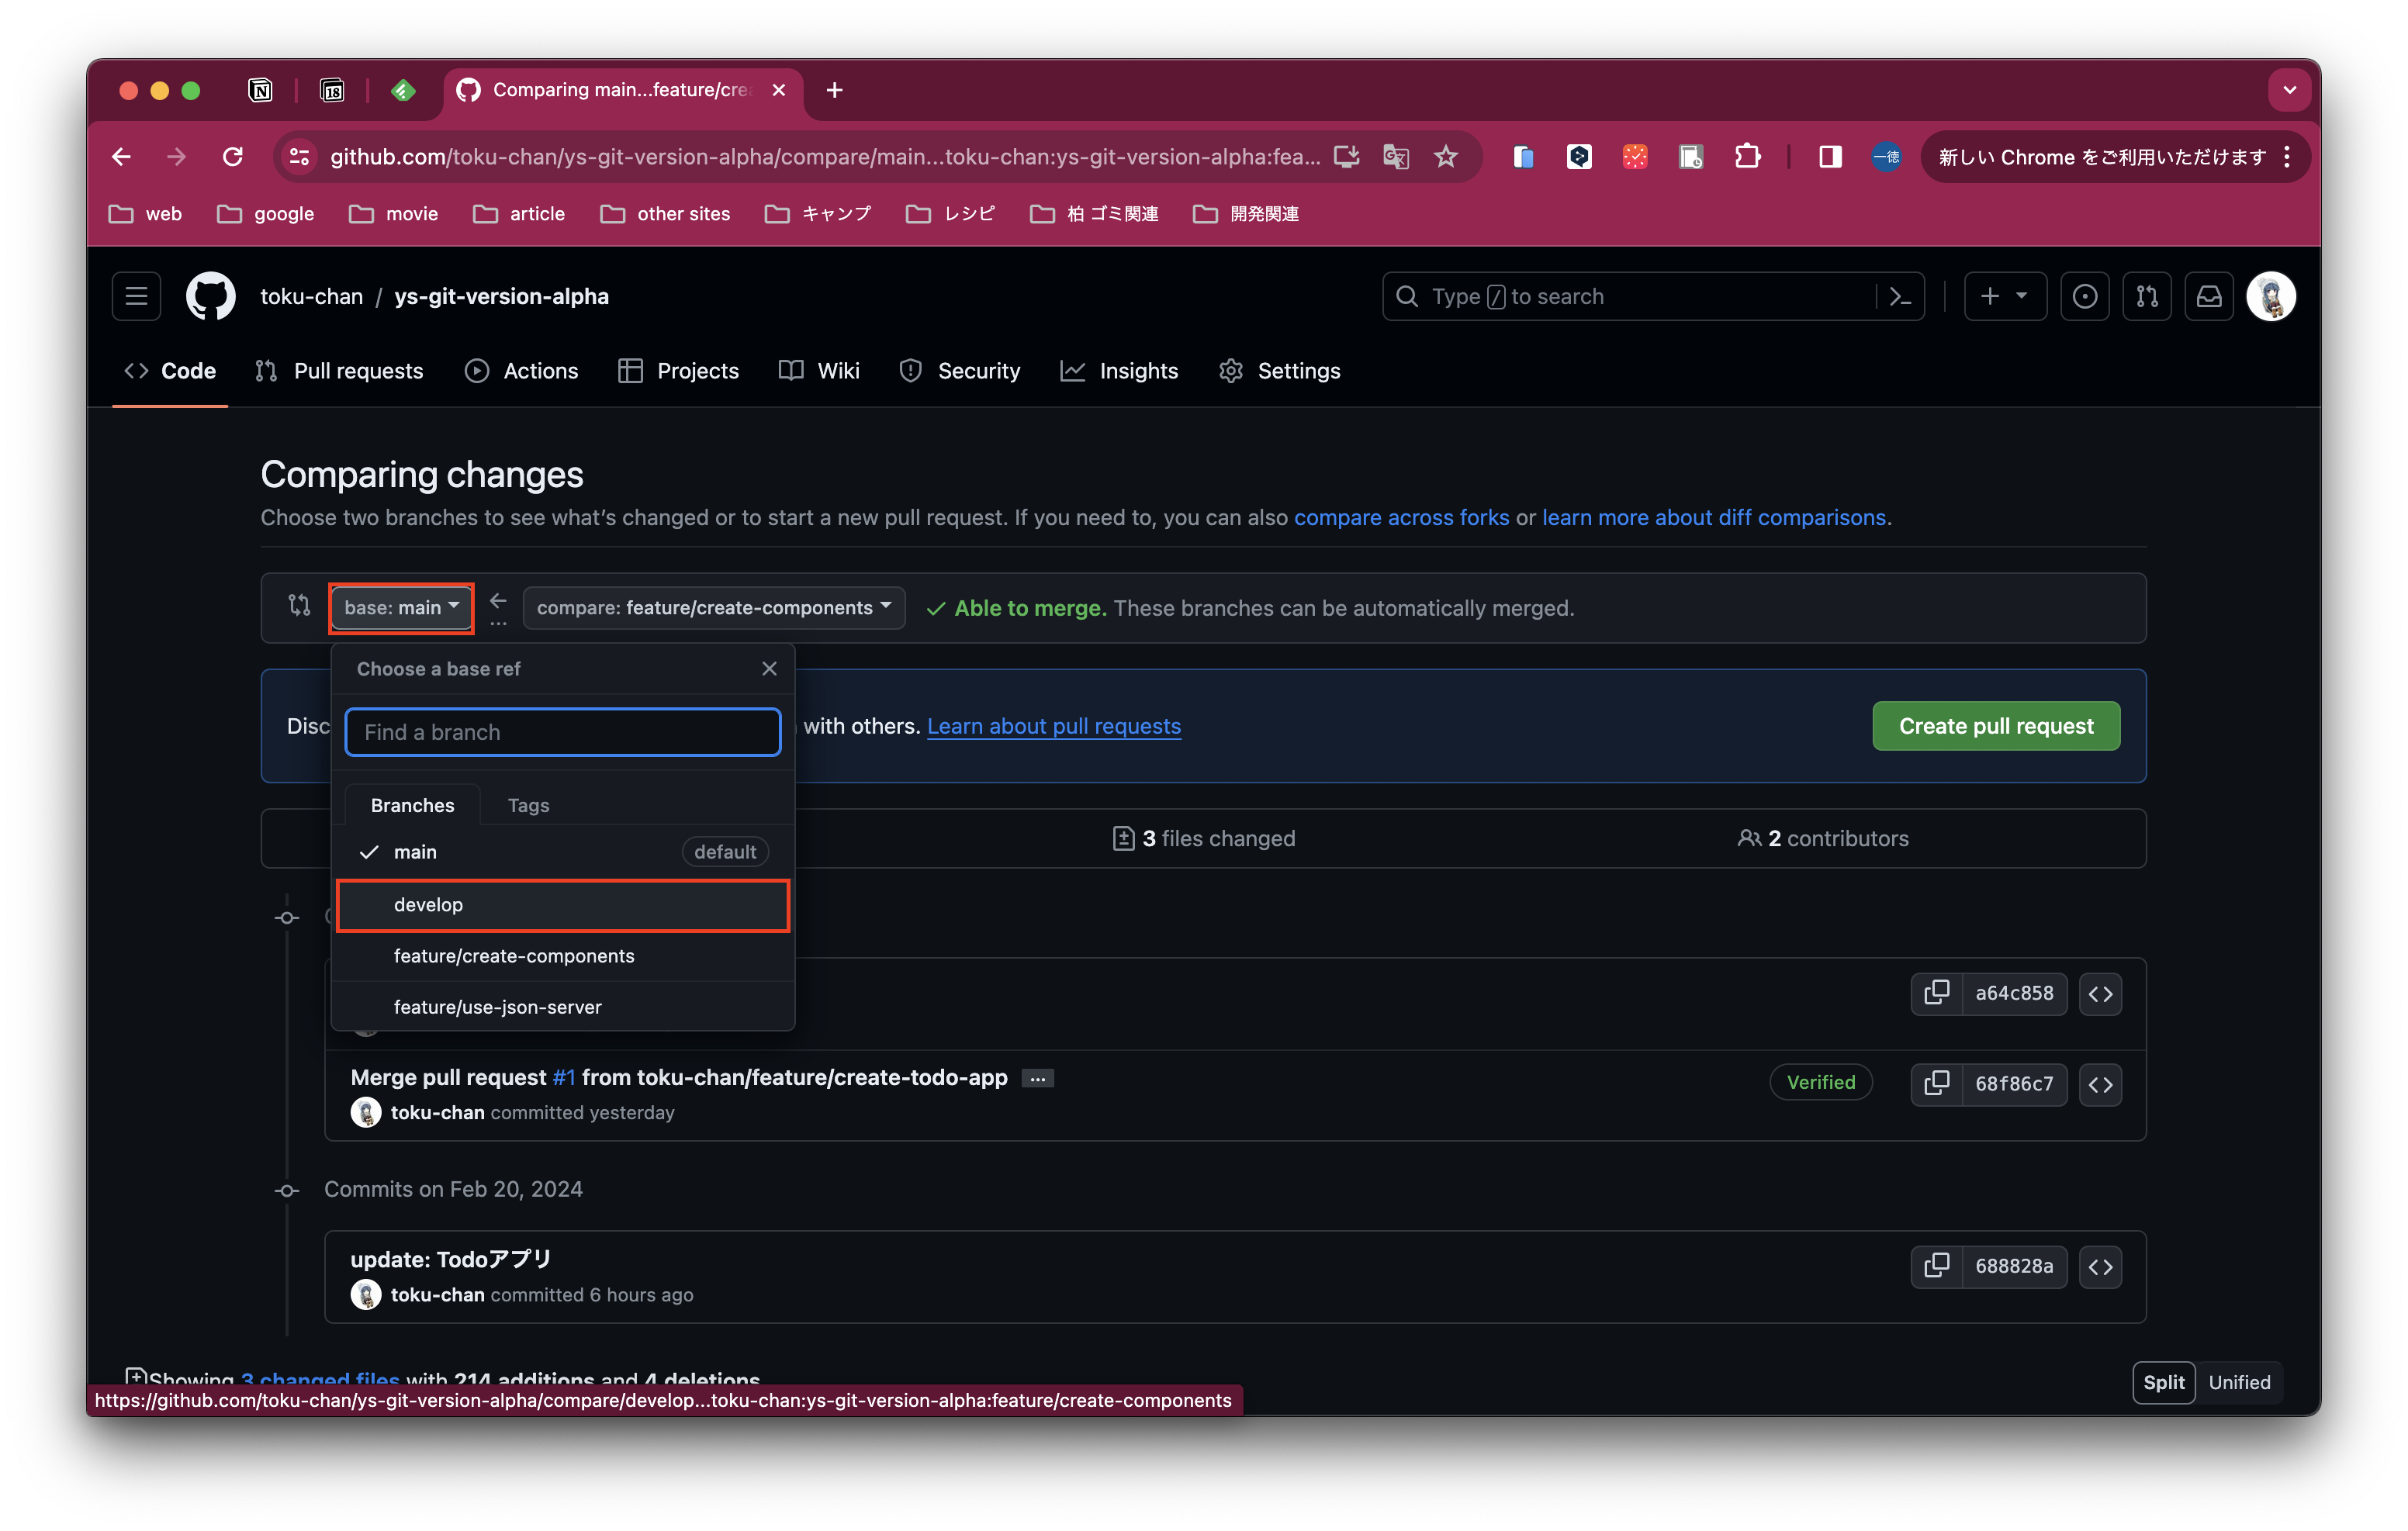 Comparing main...feature/crea
github.com/toku-chan/ys-git-version-alpha/compare/main...toku-chan:ys-git-version-alpha:fea...
一徳
新しい Chrome をご利用いただけます
web
google
movie
article
other sites
キャンプ
レシピ
柏 ゴミ関連
開発関連
toku-chan / ys-git-version-alpha
Type / to search
Code
Pull requests
Actions
Projects
Wiki
Security
Insights
Settings
Comparing changes
Choose two branches to see what's changed or to start a new pull request. If you need to, you can also compare across forks or learn more about diff comparisons.
base: main
compare: feature/create-components
Able to merge. These branches can be automatically merged.
Choose a base ref
Find a branch
Branches
Tags
main
default
develop
feature/create-components
feature/use-json-server
Disc
with others. Learn about pull requests
Create pull request
3 files changed
2 contributors
a64c858
Merge pull request #1 from toku-chan/feature/create-todo-app ...
toku-chan committed yesterday
Verified
68f86c7
Commits on Feb 20, 2024
update: Todoアプリ
toku-chan committed 6 hours ago
688828a
Showing 3 changed files with 214 additions and 4 deletions
Split
Unified
https://github.com/toku-chan/ys-git-version-alpha/compare/develop...toku-chan:ys-git-version-alpha:feature/create-components